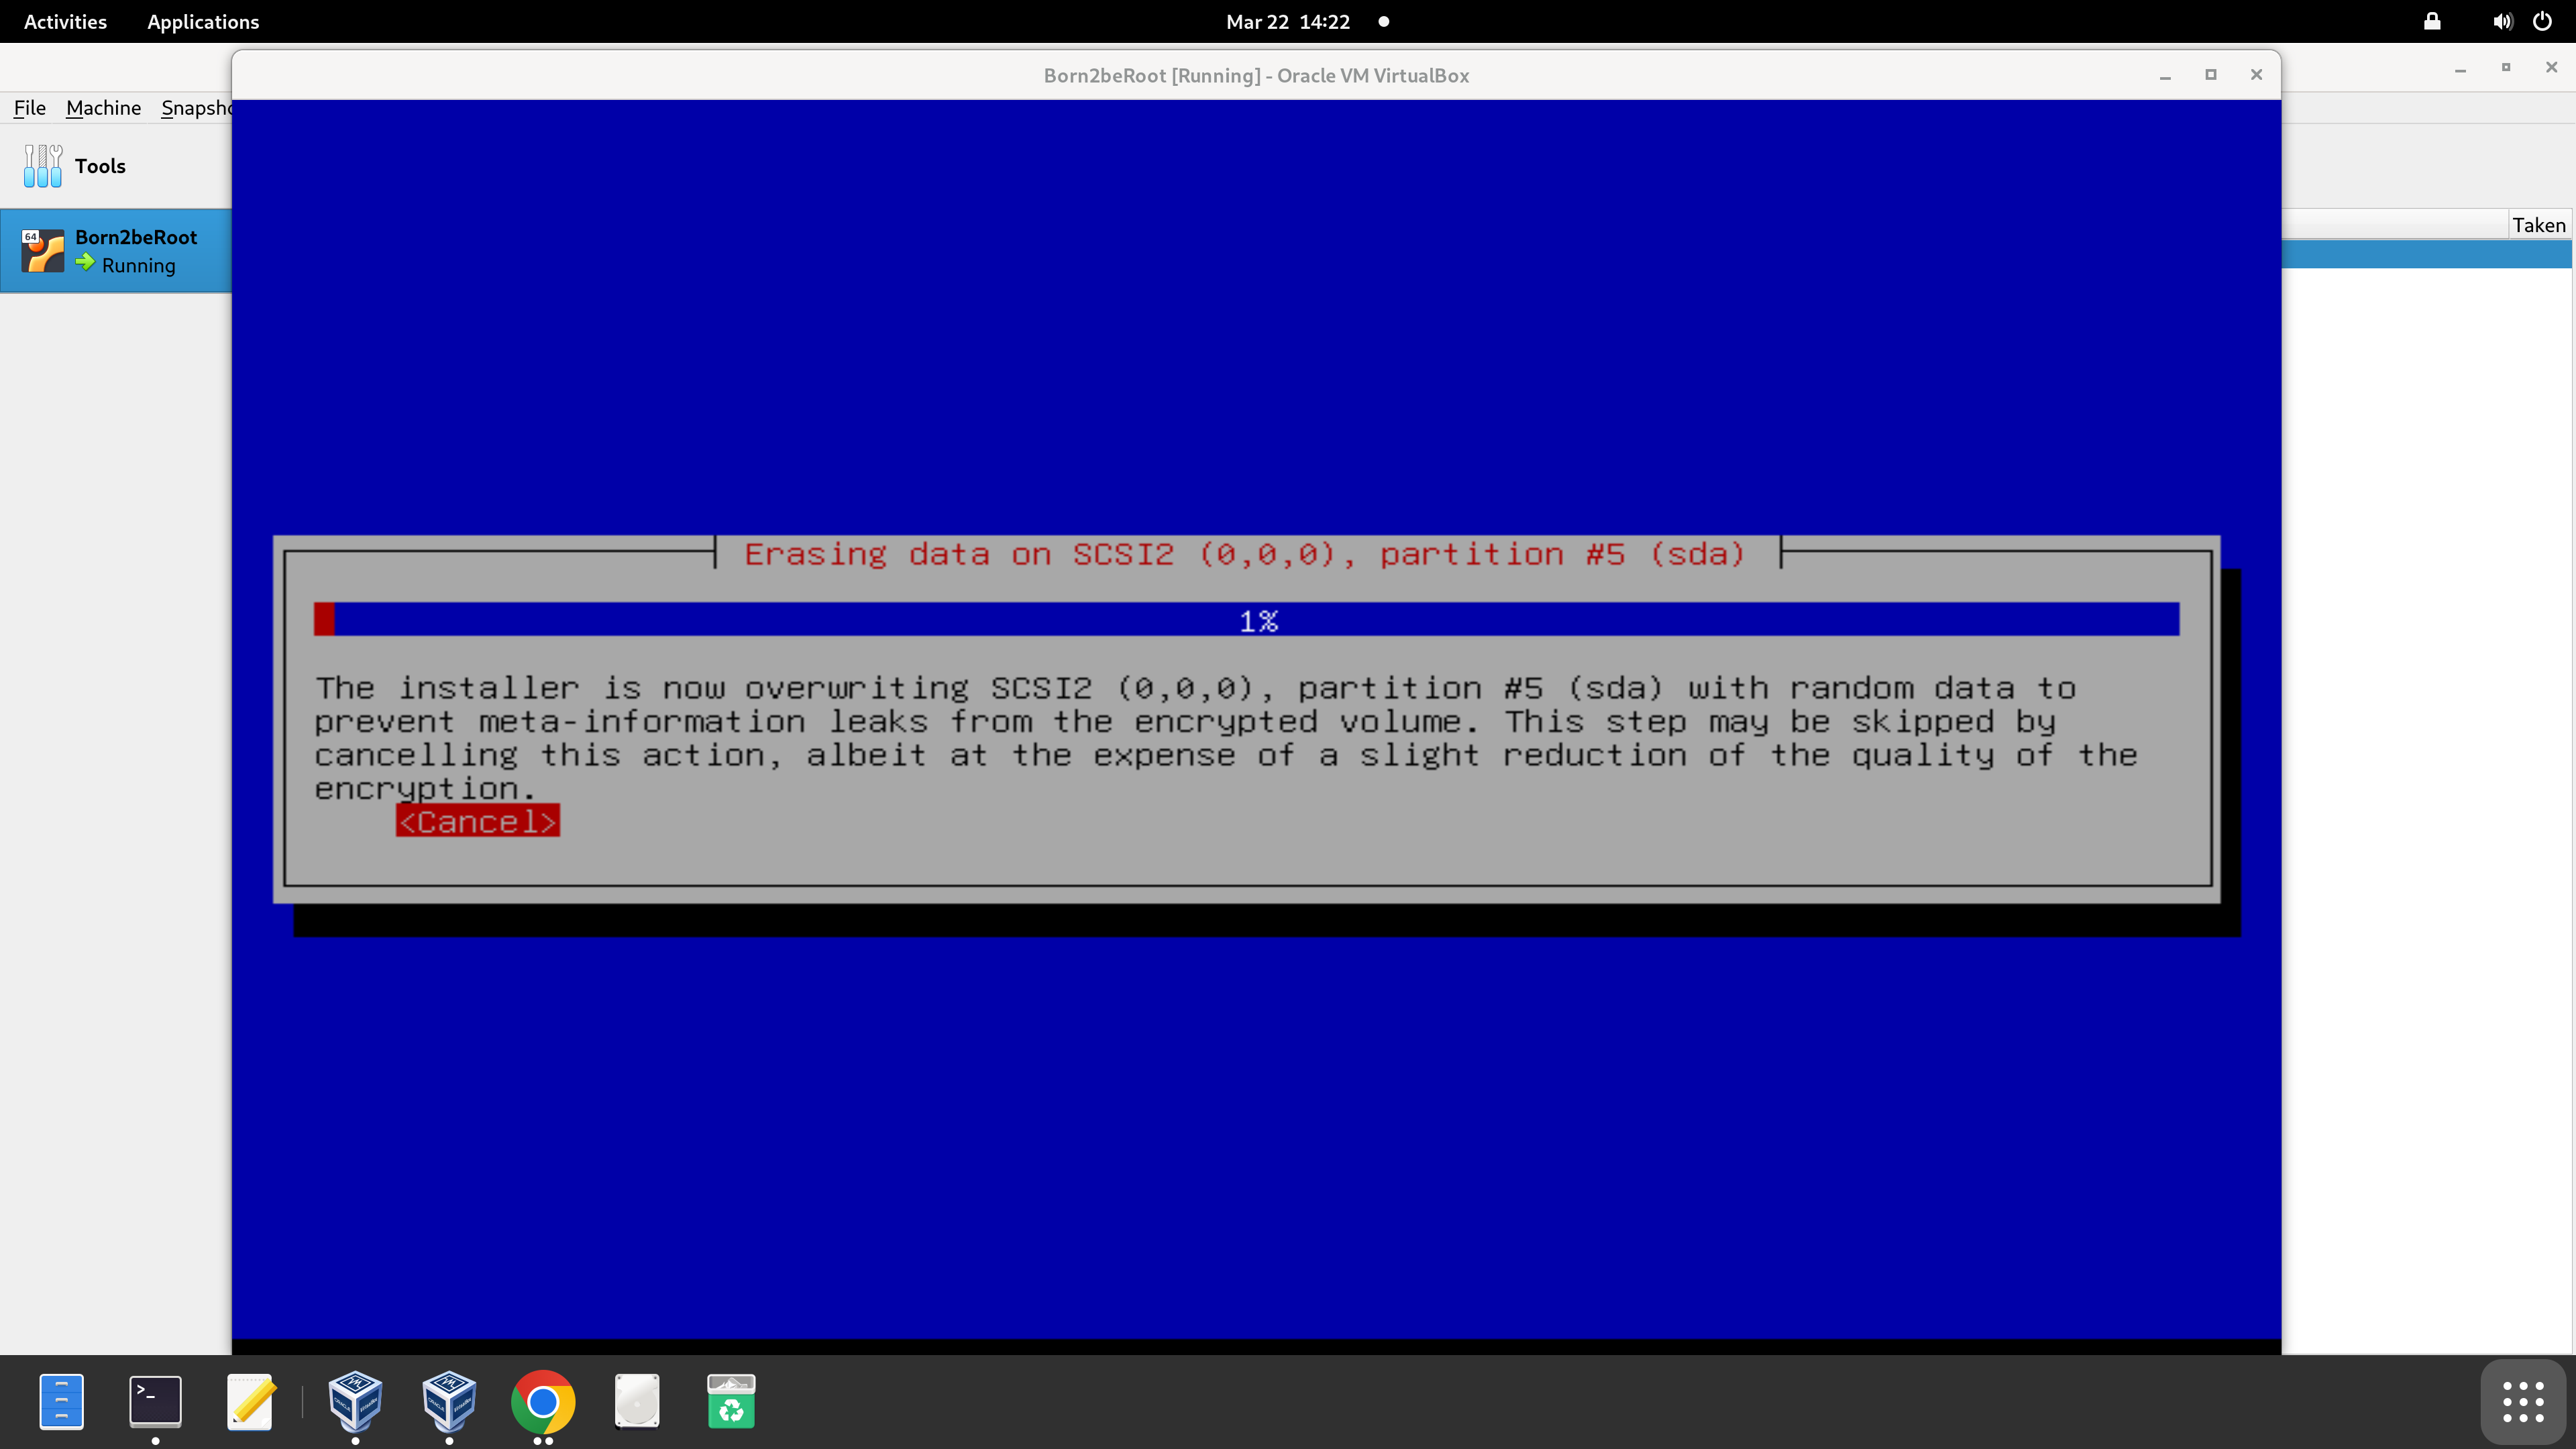 Activities Applications Mar 22 14:22
Born2beRoot [Running] - Oracle VM VirtualBox
File Machine Snapsho
Tools
Taken
64
Born2beRoot
Running
Erasing data on SCSI2 (0,0,0), partition #5 (sda)
1%
The installer is now overwriting SCSI2 (0,0,0), partition #5 (sda) with random data to
prevent meta-information leaks from the encrypted volume. This step may be skipped by
cancelling this action, albeit at the expense of a slight reduction of the quality of the
encryption.
<Cancel>
>_